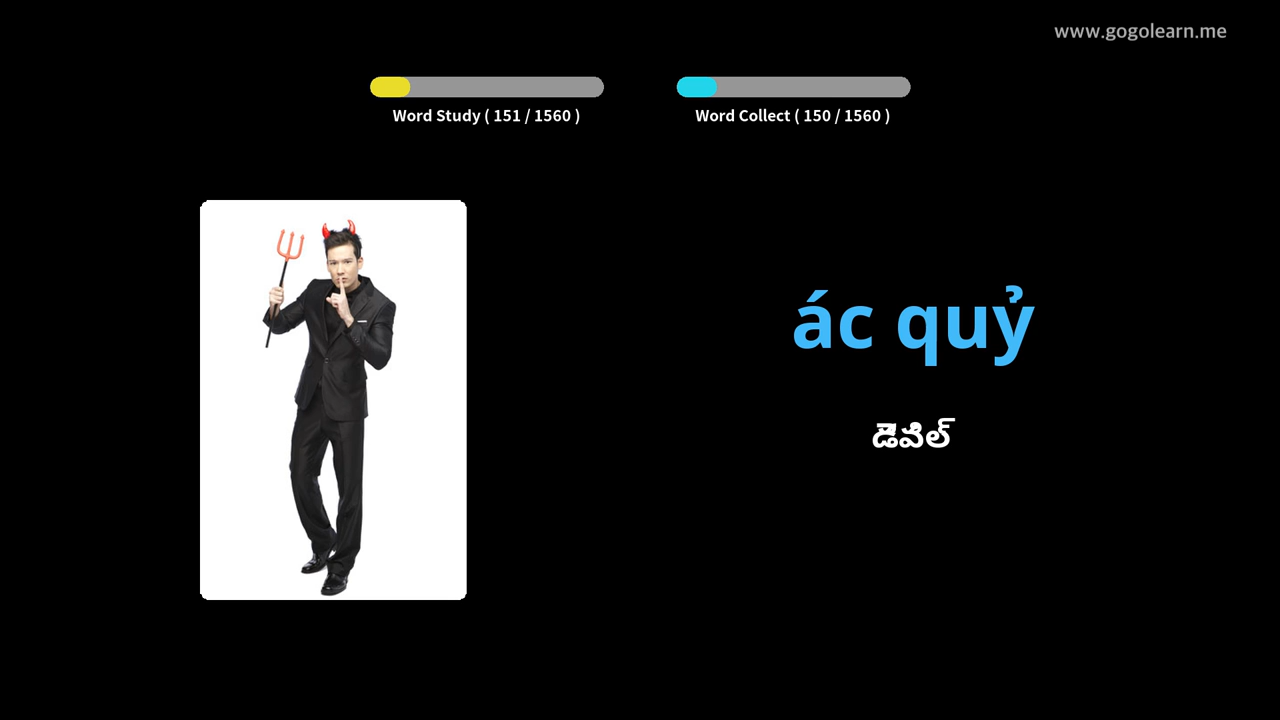 www.gogolearn.me
Word Study ( 151 / 1560 )
Word Collect ( 150 / 1560 )
ác quỷ
డెవిల్